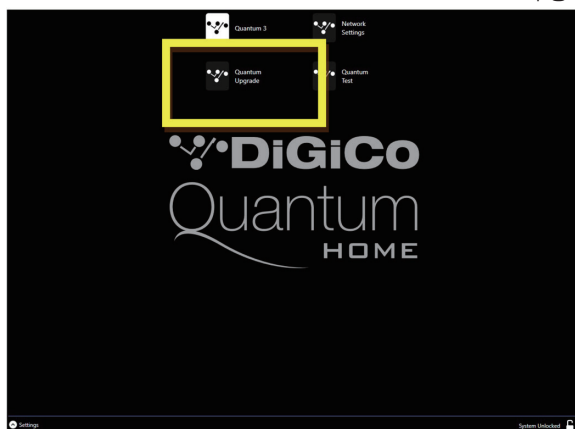 Quantum 3
Network
Settings
Quantum
Upgrade
Quantum
Test
DiGiCo
Quantum
HOME
Settings
System Unlocked